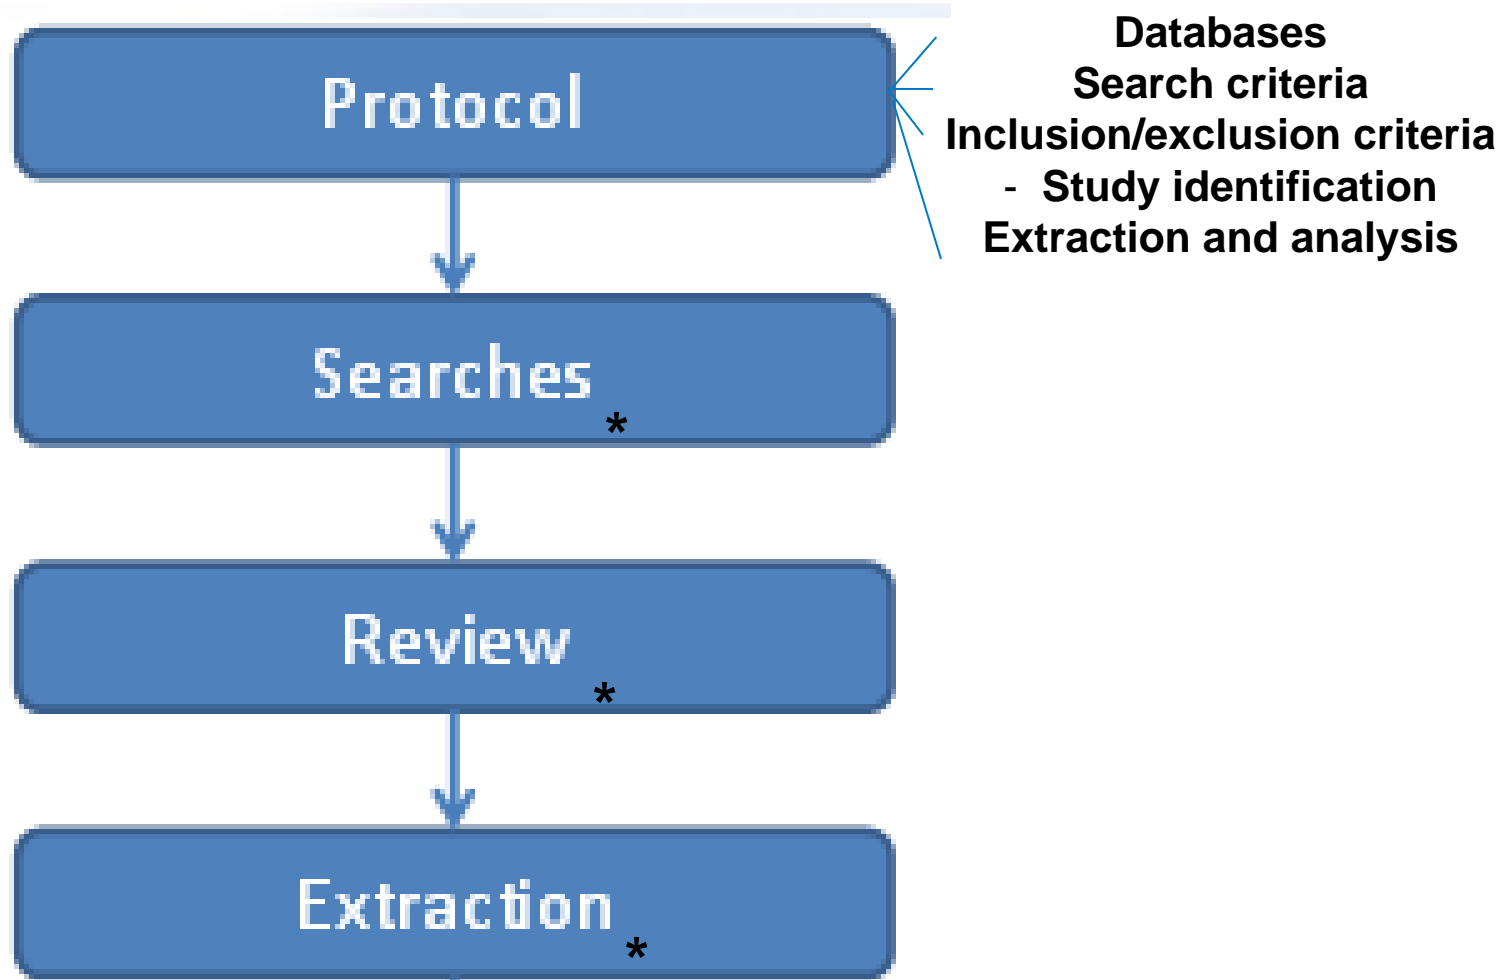 Protocol
Databases
Search criteria
Inclusion/exclusion criteria
- Study identification
Extraction and analysis
Searches
*
Review
*
Extraction
*